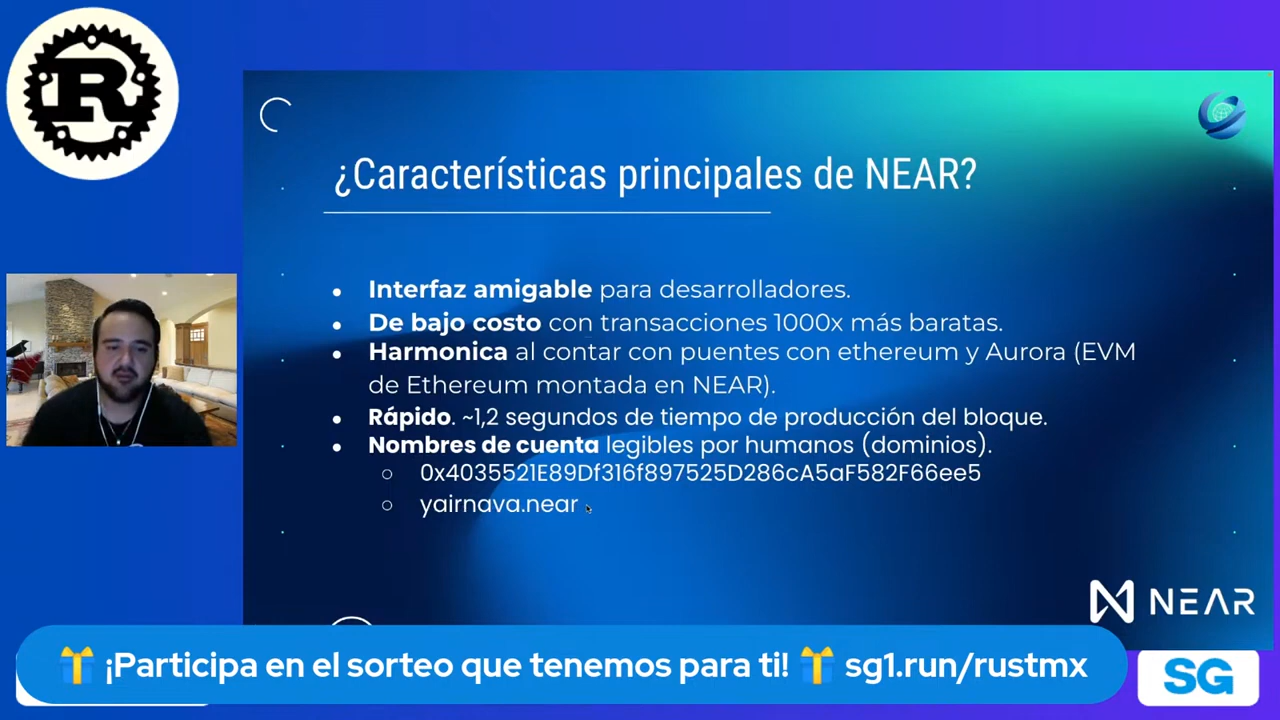 R
¿Características principales de NEAR?
Interfaz amigable para desarrolladores.
De bajo costo con transacciones 1000x más baratas.
Harmonica al contar con puentes con ethereum y Aurora (EVM
de Ethereum montada en NEAR).
Rápido. ~1,2 segundos de tiempo de producción del bloque.
Nombres de cuenta legibles por humanos (dominios).
0x4035521E89Df316f897525D286cA5aF582F66ee5
yairnava.near
NEAR
¡Participa en el sorteo que tenemos para ti! sg1.run/rustmx
SG